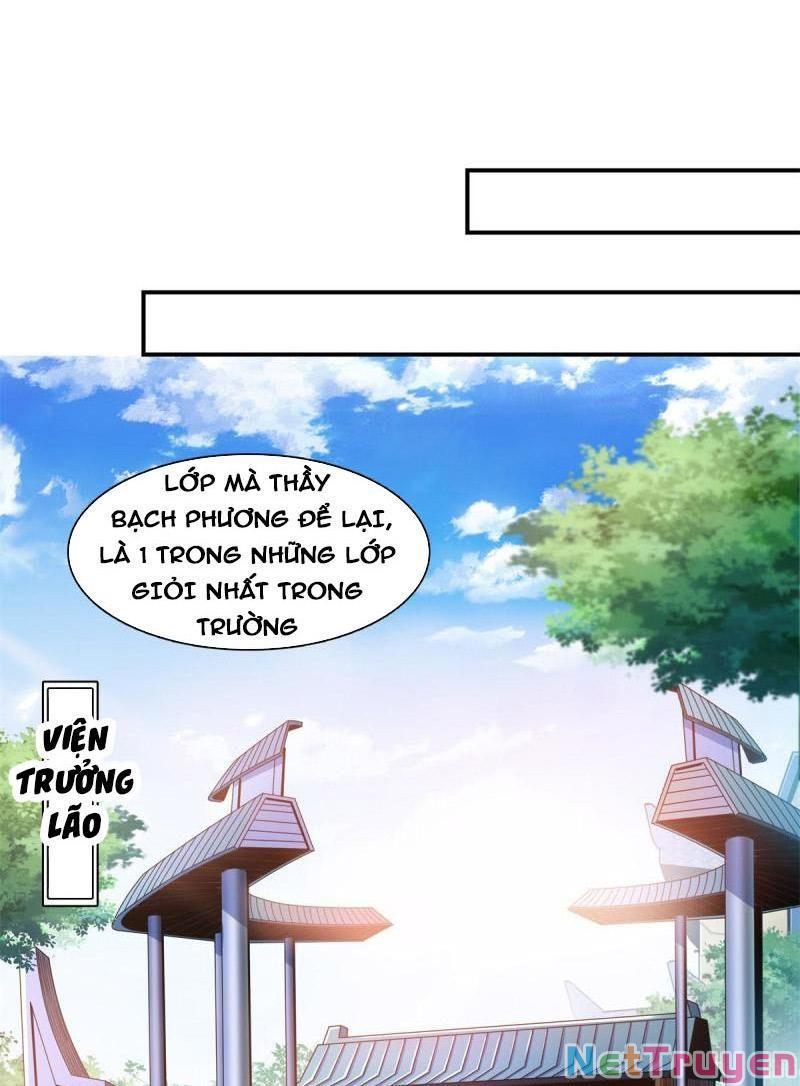 LỚP MÀ THẦY
BẠCH PHƯƠNG ĐỂ LẠI,
LÀ 1 TRONG NHỮNG LỚP
GIỎI NHẤT TRONG
TRƯỜNG
VIỆN
TRƯỞNG
LÃO
NetTruyen